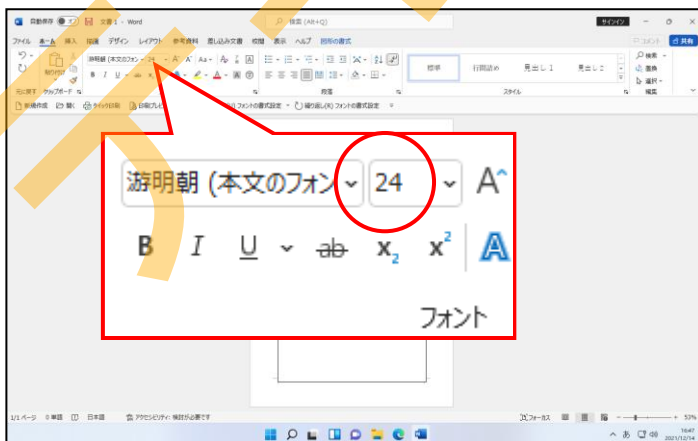 自動保存 オフ 文書 1 - Word 検索 (Alt+Q) サインイン
ファイル ホーム 挿入 描画 デザイン レイアウト 参考資料 差し込み文書 校閲 表示 ヘルプ 図形の書式 コメント 共有
游明朝 (本文のフォン 24 A A Aa
貼り付け
B I U ab
標準 行間詰め 見出し 1 見出し 2
検索
置換
選択
元に戻す クリップボード 段落 スタイル 編集
新規作成 開く クイック印刷 フォントの書式設定 繰り返し(R) フォントの書式設定
游明朝 (本文のフォン 24 A^
B I U ab x₂ x² A
フォント
1/1 ページ 0 単語 日本語 アクセシビリティ: 検討が必要です フォーカス 53%
あ 16:47